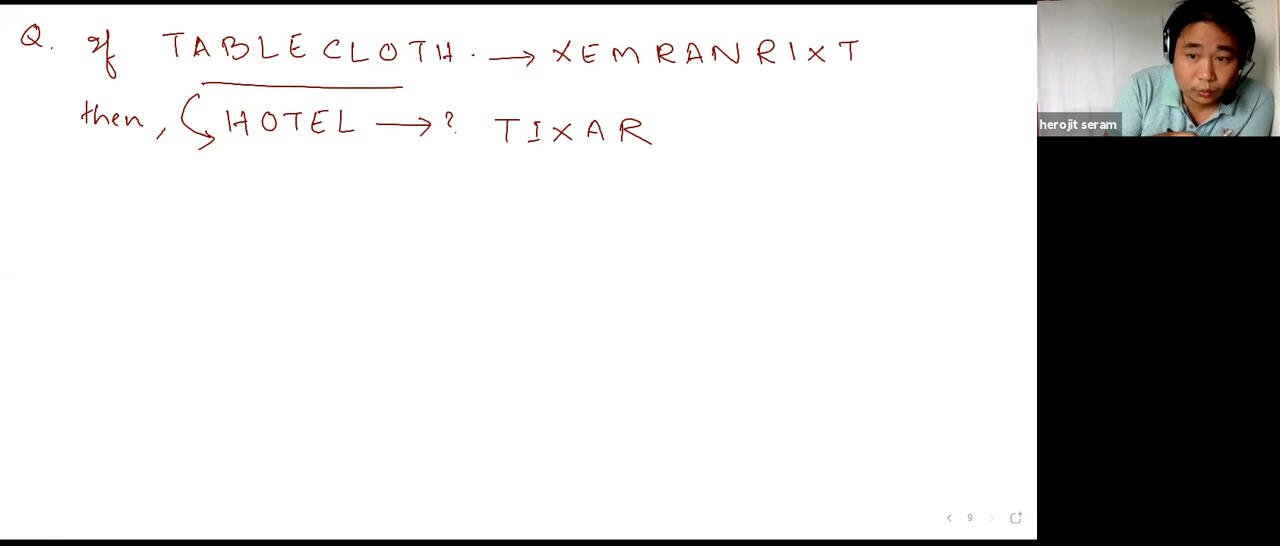 Q. If TABLECLOTH. → XEMRANRIXT
then, HOTEL → ? TIXAR
herojit seram
9